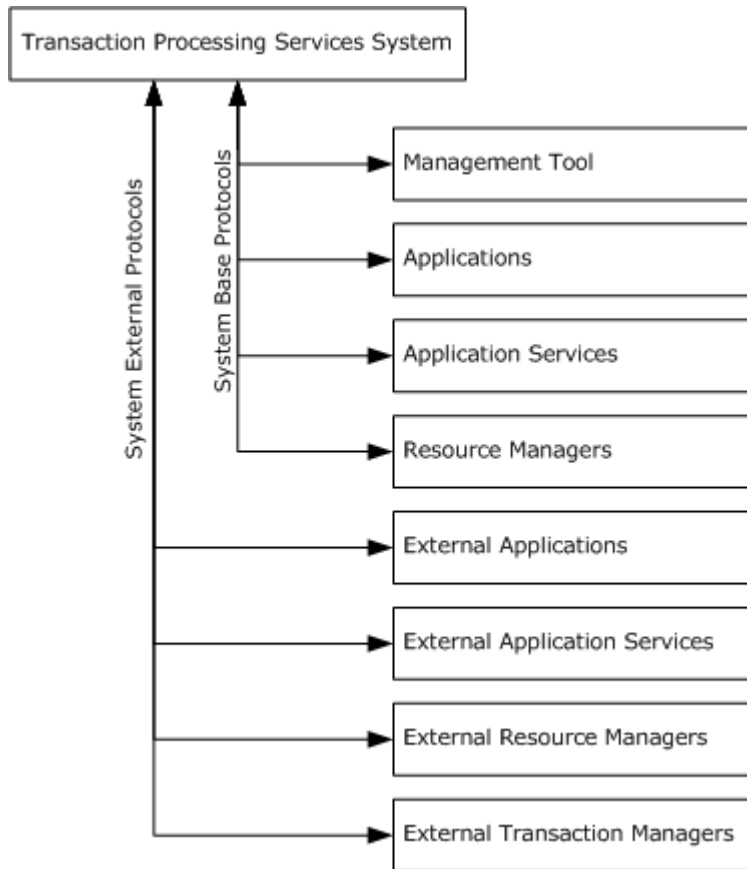 Transaction Processing Services System
System External Protocols
System Base Protocols
Management Tool
Applications
Application Services
Resource Managers
External Applications
External Application Services
External Resource Managers
External Transaction Managers